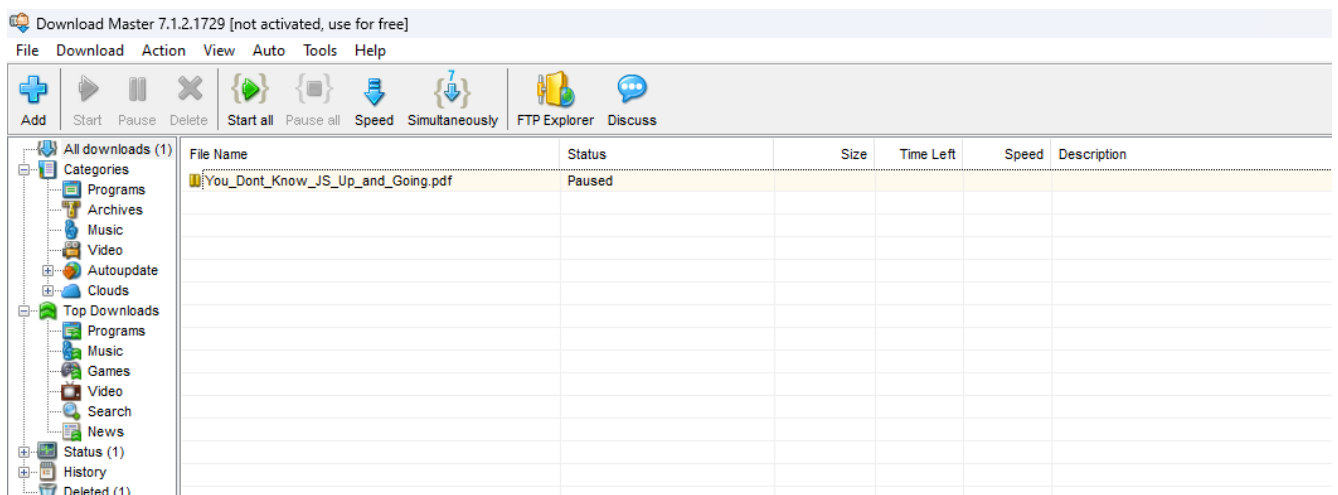 Download Master 7.1.2.1729 [not activated, use for free]
File Download Action View Auto Tools Help
7
Add Start Pause Delete Start all Pause all Speed Simultaneously FTP Explorer Discuss
All downloads (1)
Categories
Programs
Archives
Music
Video
Autoupdate
Clouds
Top Downloads
Programs
Music
Games
Video
Search
News
Status (1)
History
Deleted (1)
File Name Status Size Time Left Speed Description
You_Dont_Know_JS_Up_and_Going.pdf Paused